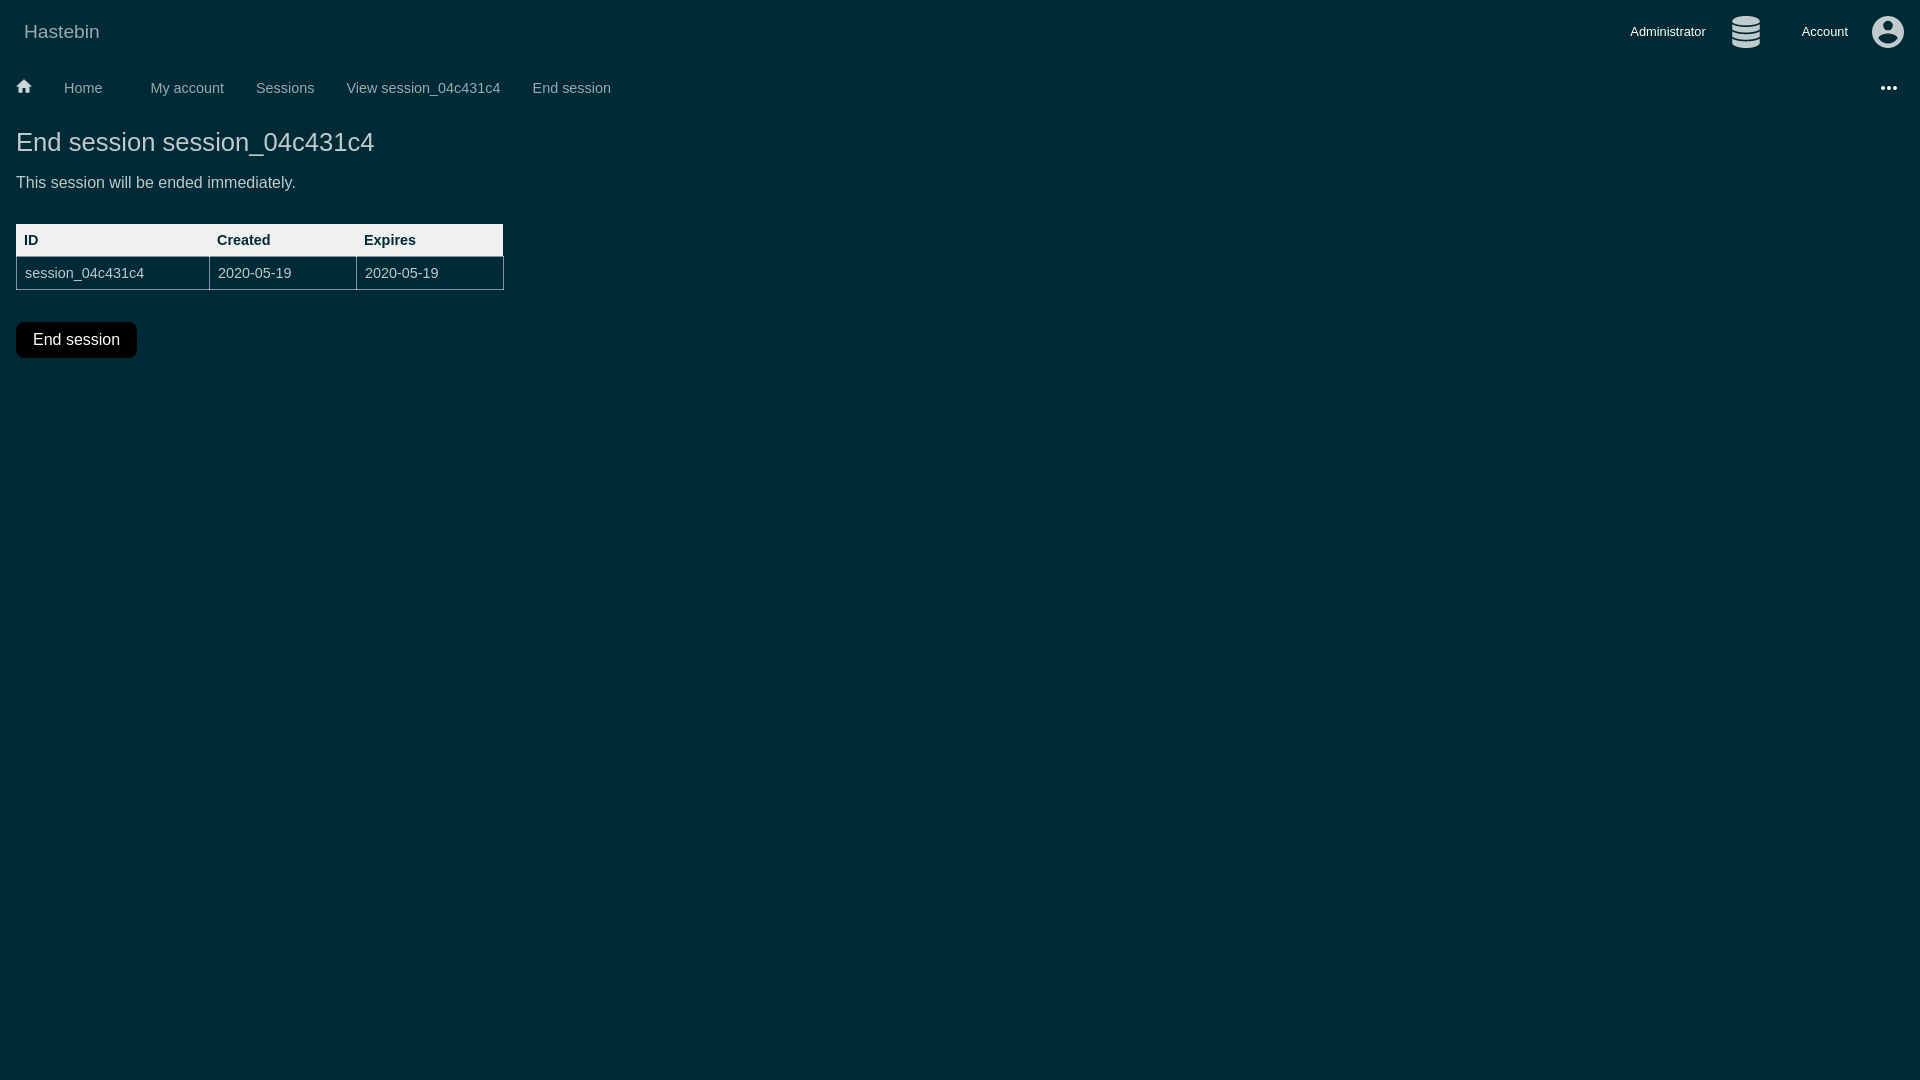 Hastebin
Administrator
Account
Home
My account
Sessions
View session_04c431c4
End session
End session session_04c431c4
This session will be ended immediately.
ID Created Expires
session_04c431c4 2020-05-19 2020-05-19
End session